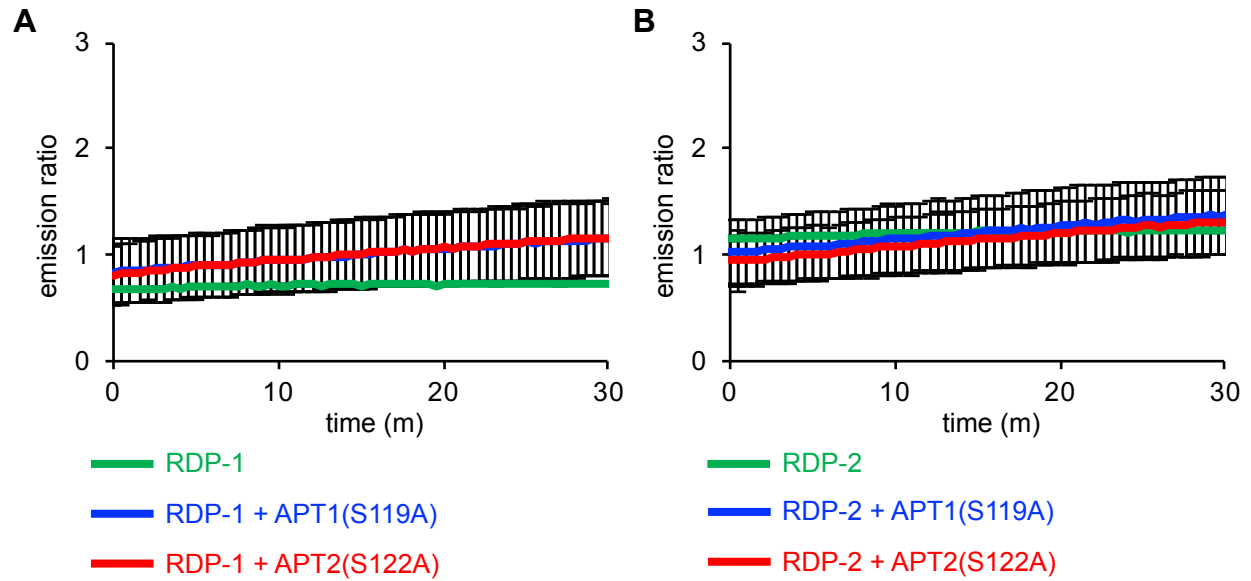 A
3
2
1
0
emission ratio
0 10 20 30
time (m)
RDP-1
RDP-1 + APT1(S119A)
RDP-1 + APT2(S122A)
B
3
2
1
0
emission ratio
0 10 20 30
time (m)
RDP-2
RDP-2 + APT1(S119A)
RDP-2 + APT2(S122A)